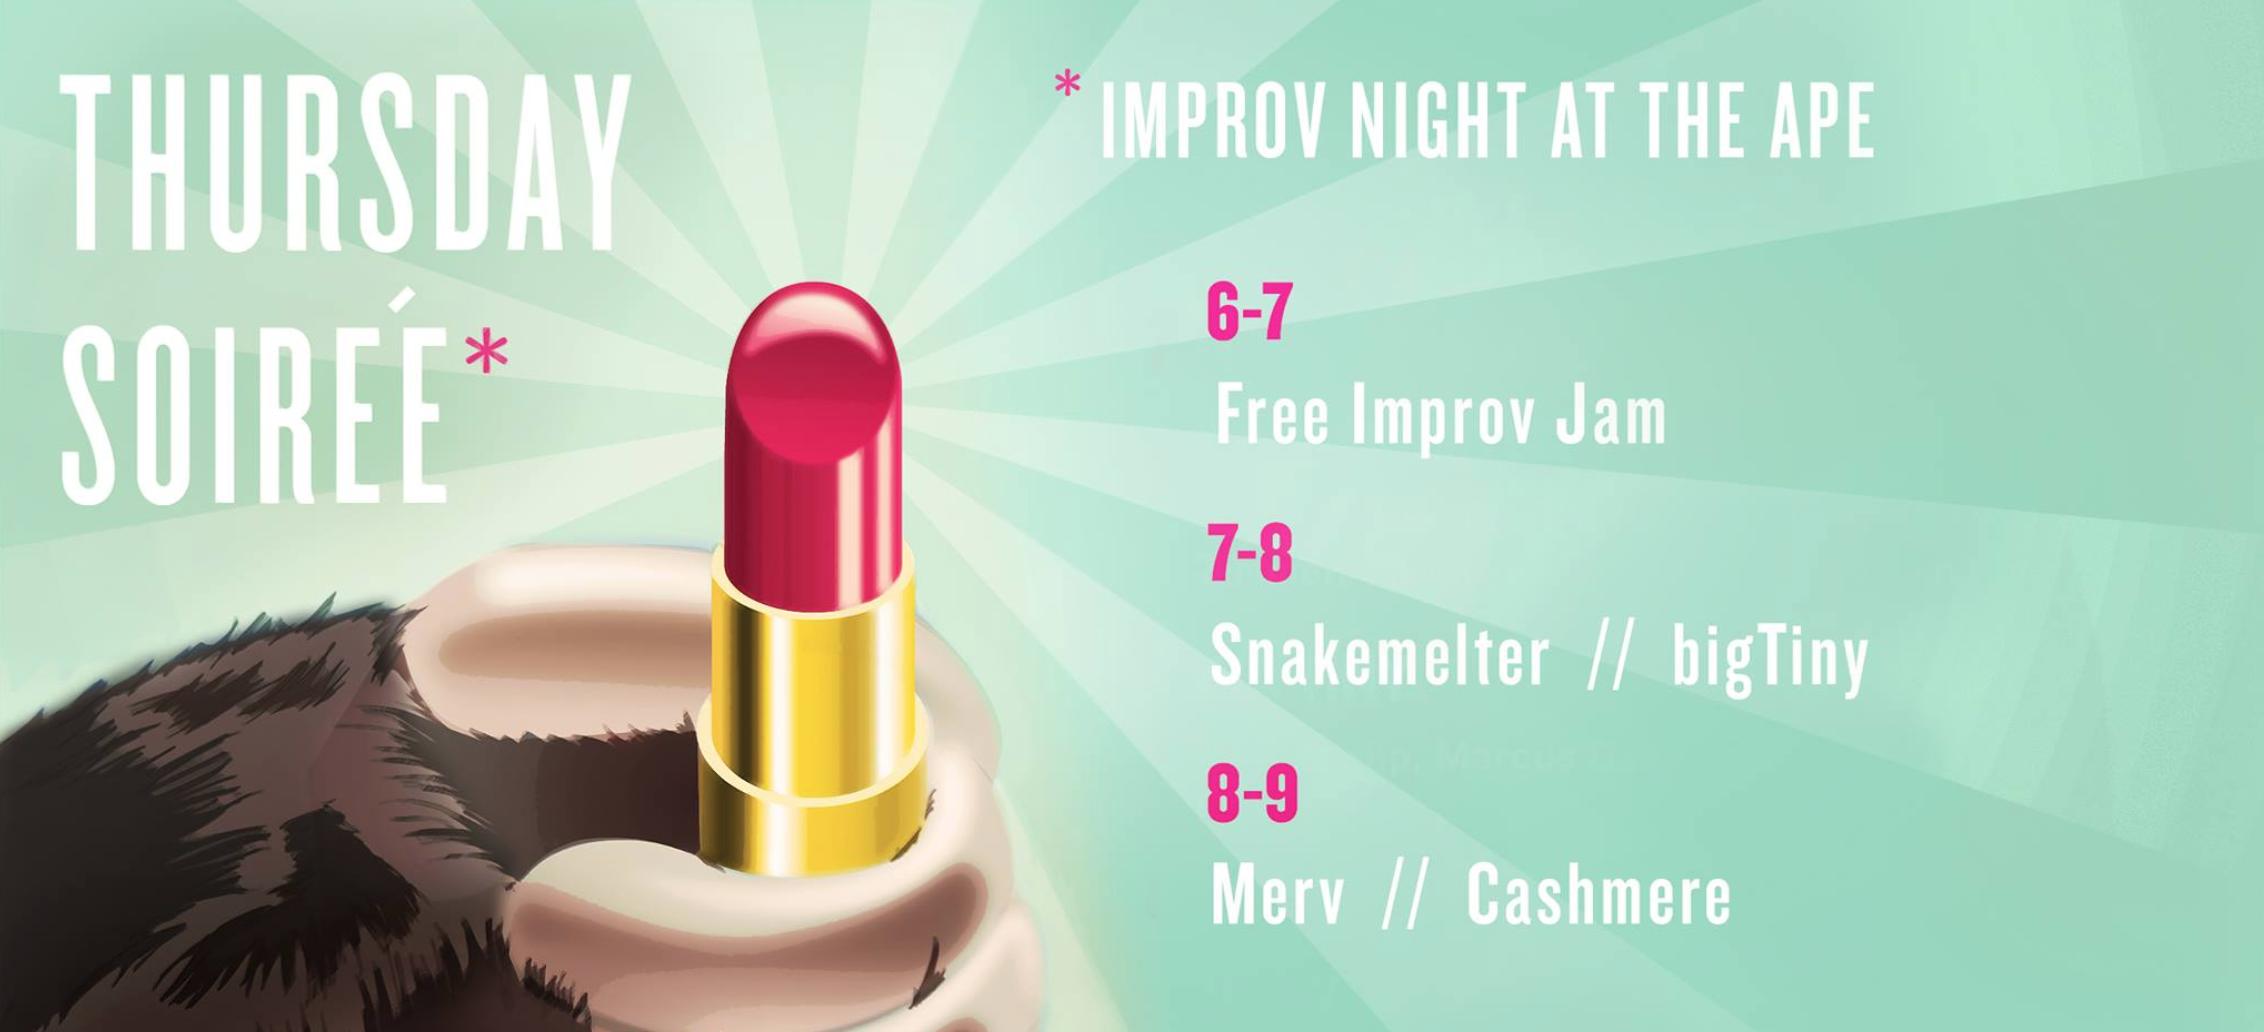 THURSDAY
SOIREÉ*
* IMPROV NIGHT AT THE APE
6-7
Free Improv Jam
7-8
Snakemelter // bigTiny
8-9
Merv // Cashmere